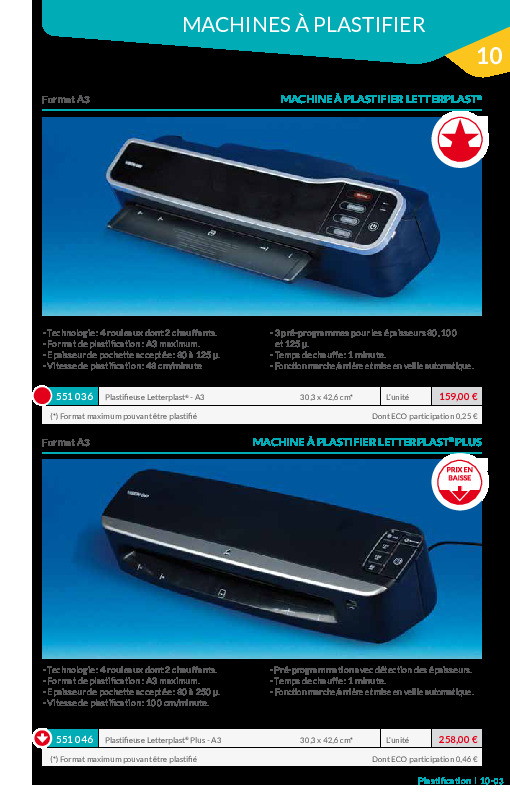 MACHINES À PLASTIFIER
10
Format A3
MACHINE À PLASTIFIER LETTERPLAST®
- Technologie : 4 rouleaux dont 2 chauffants.
- Format de plastification : A3 maximum.
- Epaisseur de pochette acceptée : 80 à 125 µ.
- Vitesse de plastification : 48 cm/minute
- 3 pré-programmes pour les épaisseurs 80, 100
et 125 µ.
- Temps de chauffe : 1 minute.
- Fonction marche/arrière et mise en veille automatique.
551 036 Plastifieuse Letterplast® - A3 30,3 x 42,6 cm* L'unité 159,00 €
(*) Format maximum pouvant être plastifié Dont ECO participation 0,25 €
Format A3
MACHINE À PLASTIFIER LETTERPLAST® PLUS
PRIX EN
BAISSE
- Technologie : 4 rouleaux dont 2 chauffants.
- Format de plastification : A3 maximum.
- Epaisseur de pochette acceptée : 80 à 250 µ.
- Vitesse de plastification : 100 cm/minute.
- Pré-programmation avec détection des épaisseurs.
- Temps de chauffe : 1 minute.
- Fonction marche/arrière et mise en veille automatique.
551 046 Plastifieuse Letterplast® Plus - A3 30,3 x 42,6 cm* L'unité 258,00 €
(*) Format maximum pouvant être plastifié Dont ECO participation 0,46 €
Plastification | 10-03